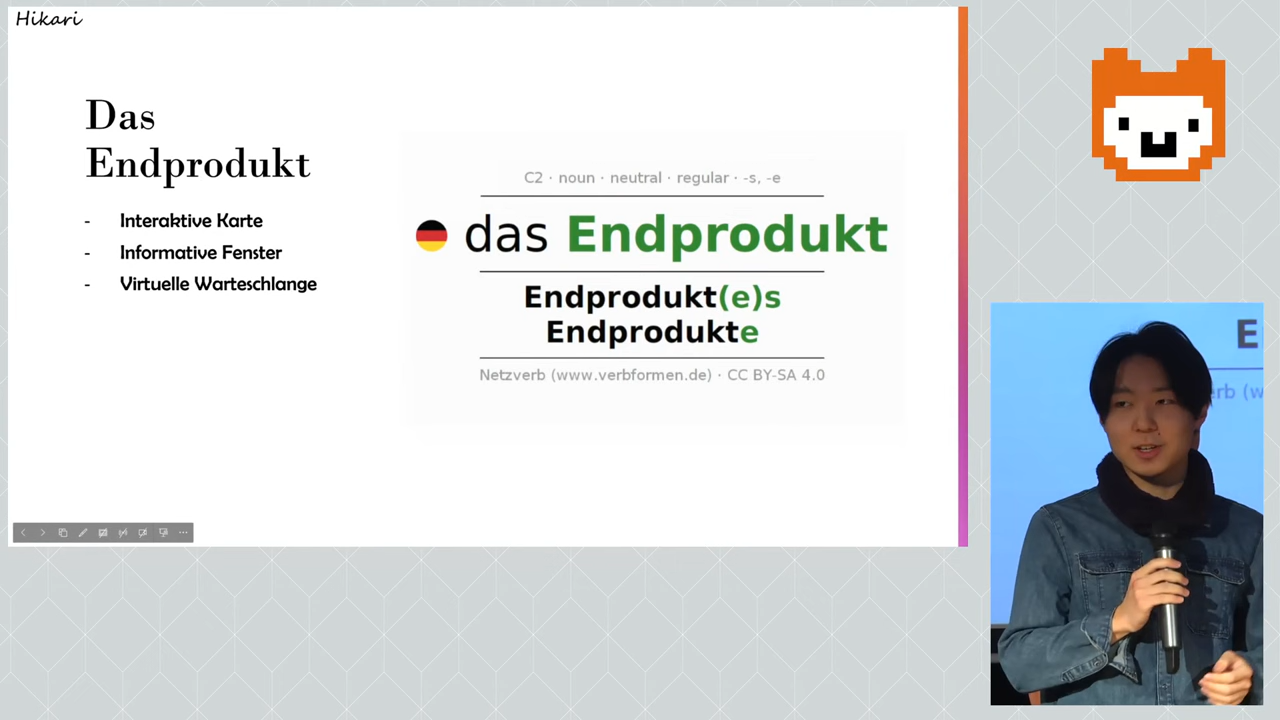 Hikari
Das
Endprodukt
- Interaktive Karte
- Informative Fenster
- Virtuelle Warteschlange
C2 · noun · neutral · regular · -s, -e
das Endprodukt
Endprodukt(e)s
Endprodukte
Netzverb (www.verbformen.de) · CC BY-SA 4.0
E
erb (w